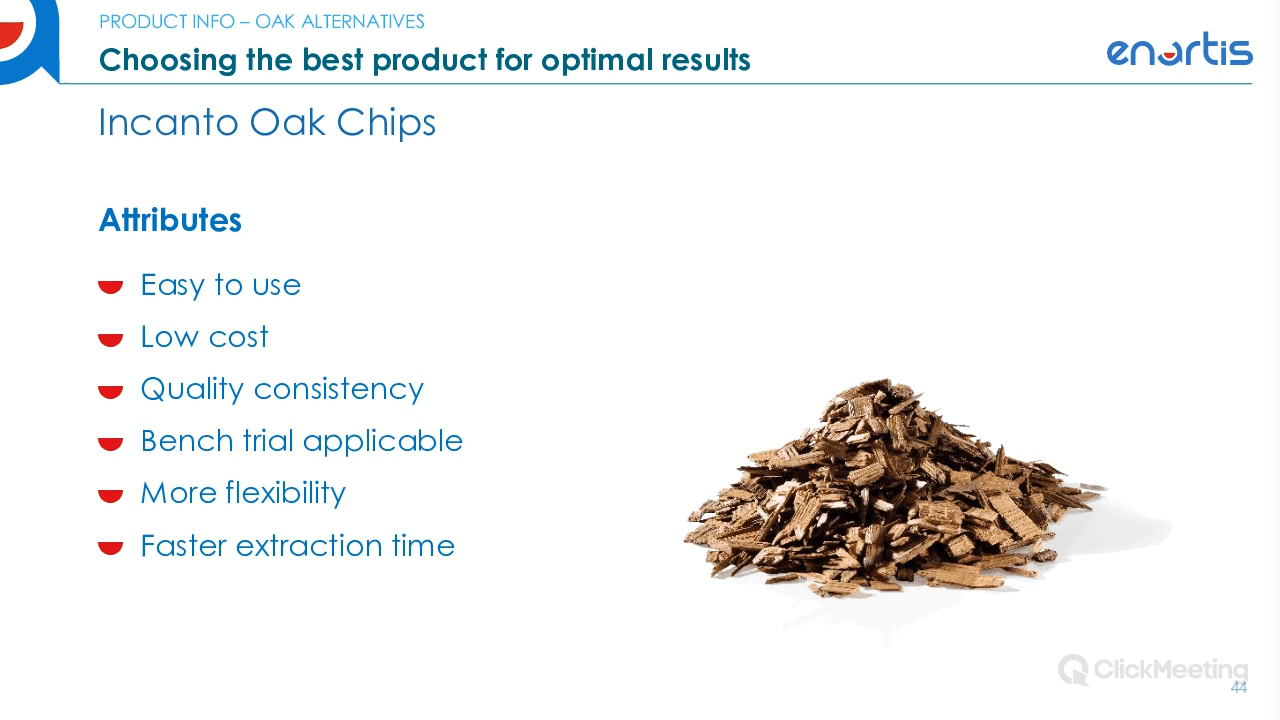 PRODUCT INFO – OAK ALTERNATIVES
Choosing the best product for optimal results
enartis
Incanto Oak Chips
Attributes
Easy to use
Low cost
Quality consistency
Bench trial applicable
More flexibility
Faster extraction time
ClickMeeting
44